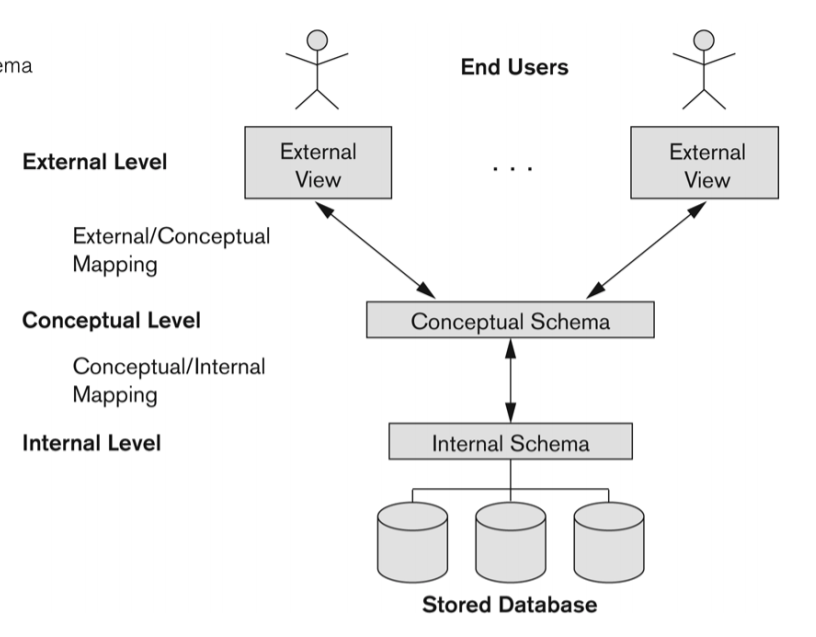 ema
End Users
External
View
. . .
External
View
External Level
External/Conceptual
Mapping
Conceptual Level
Conceptual Schema
Conceptual/Internal
Mapping
Internal Level
Internal Schema
Stored Database